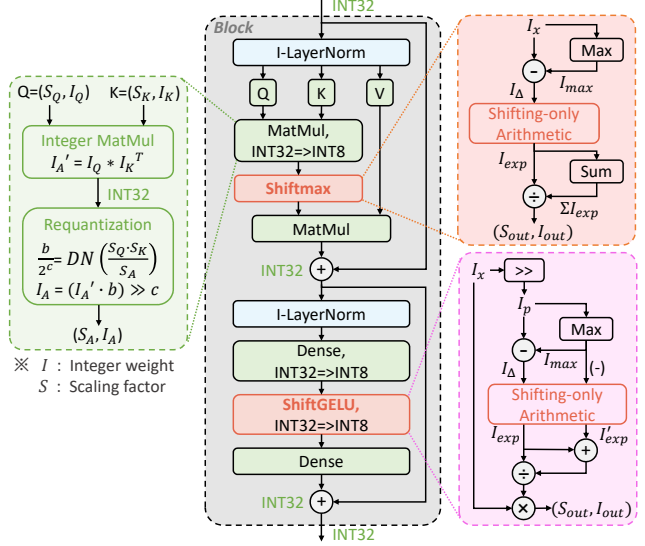 INT32
Block
I-LayerNorm
Q
K
V
MatMul,
INT32=>INT8
Shiftmax
MatMul
INT32
+
I-LayerNorm
Dense,
INT32=>INT8
ShiftGELU,
INT32=>INT8
Dense
INT32
+
INT32
Q=(S_Q, I_Q) K=(S_K, I_K)
Integer MatMul
I_A' = I_Q * I_K^T
INT32
Requantization
b/2^c = DN (S_Q·S_K / S_A)
I_A = (I_A' · b) ≫ c
(S_A, I_A)
※ I : Integer weight
S : Scaling factor
I_x
Max
-
I_max
I_Δ
Shifting-only
Arithmetic
I_exp
Sum
÷
ΣI_exp
(S_out, I_out)
I_x
>>
I_p
Max
-
I_max
I_Δ
(-)
Shifting-only
Arithmetic
I_exp
I'_exp
+
÷
×
(S_out, I_out)